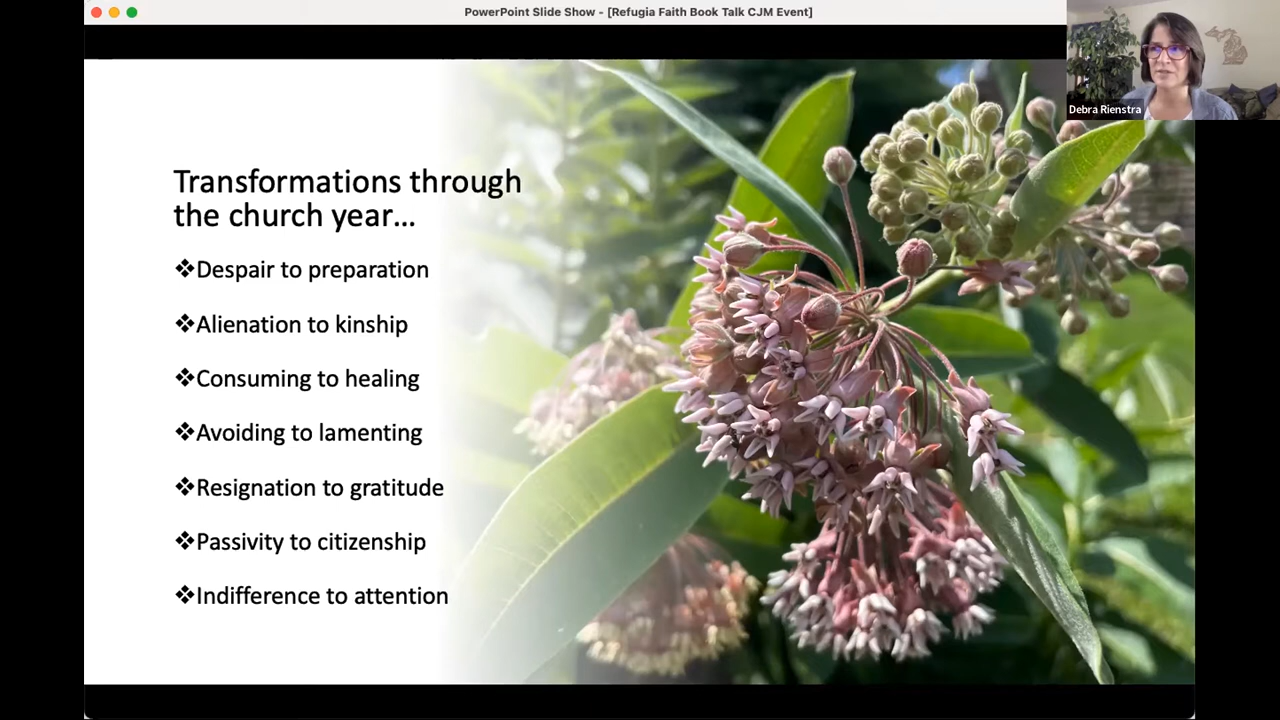 PowerPoint Slide Show - [Refugia Faith Book Talk CJM Event]
Debra Rienstra
Transformations through
the church year...
❖Despair to preparation
❖Alienation to kinship
❖Consuming to healing
❖Avoiding to lamenting
❖Resignation to gratitude
❖Passivity to citizenship
❖Indifference to attention